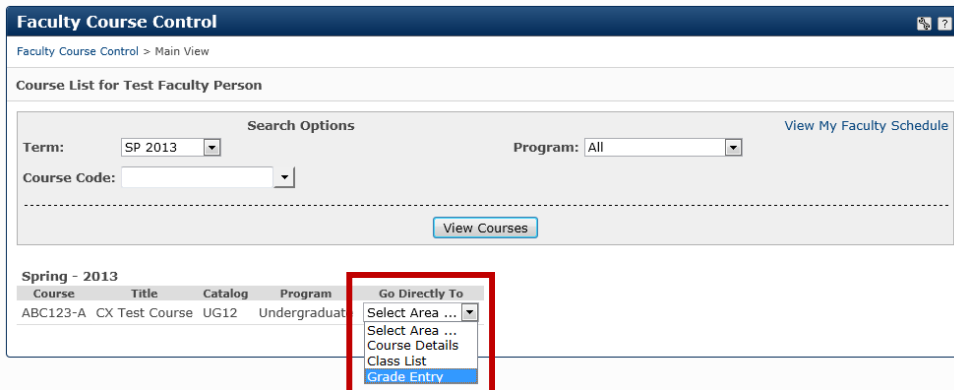 Faculty Course Control
Faculty Course Control > Main View
Course List for Test Faculty Person
Search Options
View My Faculty Schedule
Term: SP 2013 Program: All
Course Code:
View Courses
Spring - 2013
Course Title Catalog Program Go Directly To
ABC123-A CX Test Course UG12 Undergraduate Select Area ...
Select Area ...
Course Details
Class List
Grade Entry